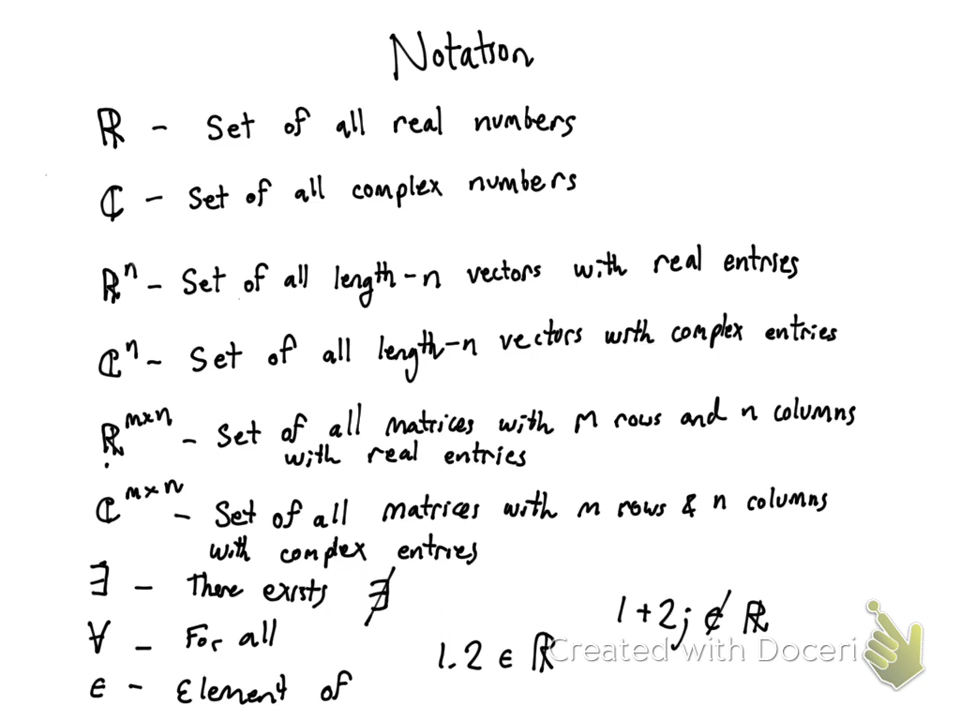 Notation
ℝ - Set of all real numbers
ℂ - Set of all complex numbers
ℝⁿ - Set of all length-n vectors with real entries
ℂⁿ - Set of all length-n vectors with complex entries
ℝᵐˣⁿ - Set of all matrices with m rows and n columns
with real entries
ℂᵐˣⁿ - Set of all matrices with m rows & n columns
with complex entries
∃ - There exists ∄
∀ - For all
1.2 ∈ ℝ
1+2j ∉ ℝ
∈ - Element of
Created with Doceri